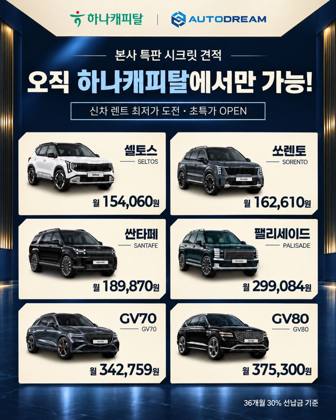 하나캐피탈 AUTODREAM
본사 특판 시크릿 견적
오직 하나캐피탈에서만 가능!
신차 렌트 최저가 도전 · 초특가 OPEN
셀토스
SELTOS
월 154,060원
쏘렌토
SORENTO
월 162,610원
싼타페
SANTAFE
월 189,870원
팰리세이드
PALISADE
월 299,084원
GV70
GV70
월 342,759원
GV80
GV80
월 375,300원
36개월 30% 선납금 기준